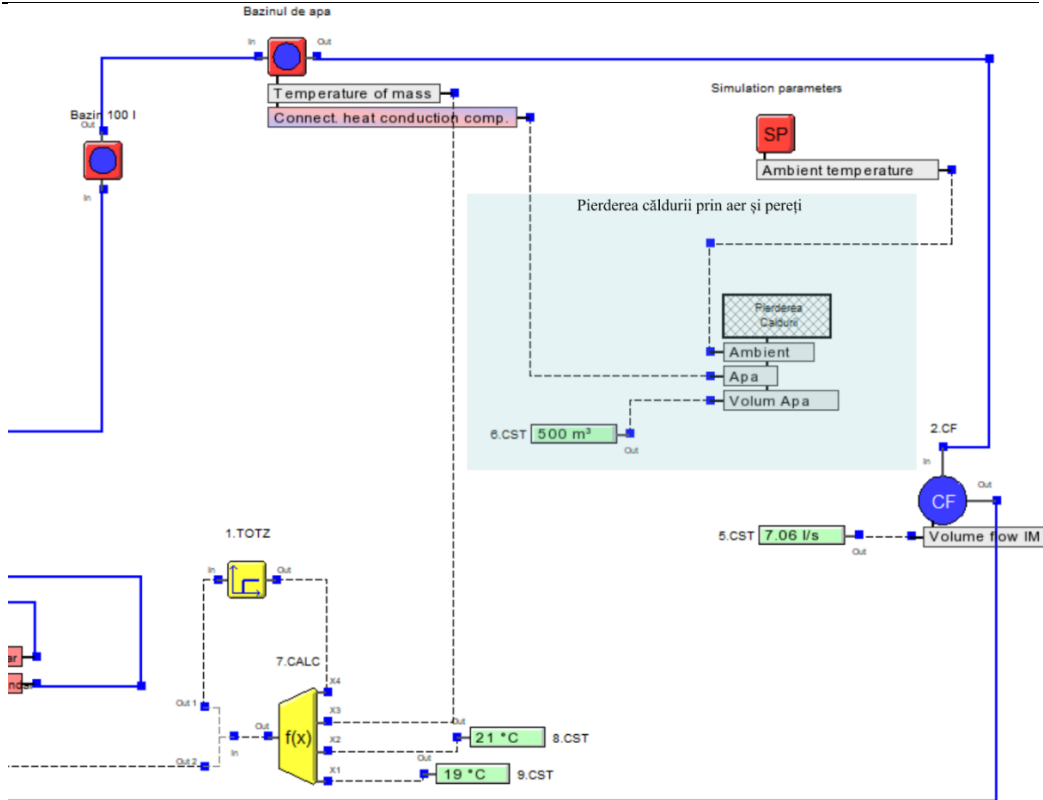 Bazinul de apa
In
Out
Temperature of mass
Connect. heat conduction comp.
Bazin 100 l
Out
In
Simulation parameters
SP
Ambient temperature
Pierderea căldurii prin aer și pereți
Pierderea
Caldurii
Ambient
Apa
Volum Apa
6.CST
500 m³
Out
2.CF
In
Out
CF
5.CST
7.06 l/s
Out
Volume flow IM
1.TOTZ
In
Out
7.CALC
X4
X3
X2
X1
f(x)
Out
In
Out 1
Out 2
Out
21 °C
8.CST
Out
19 °C
9.CST